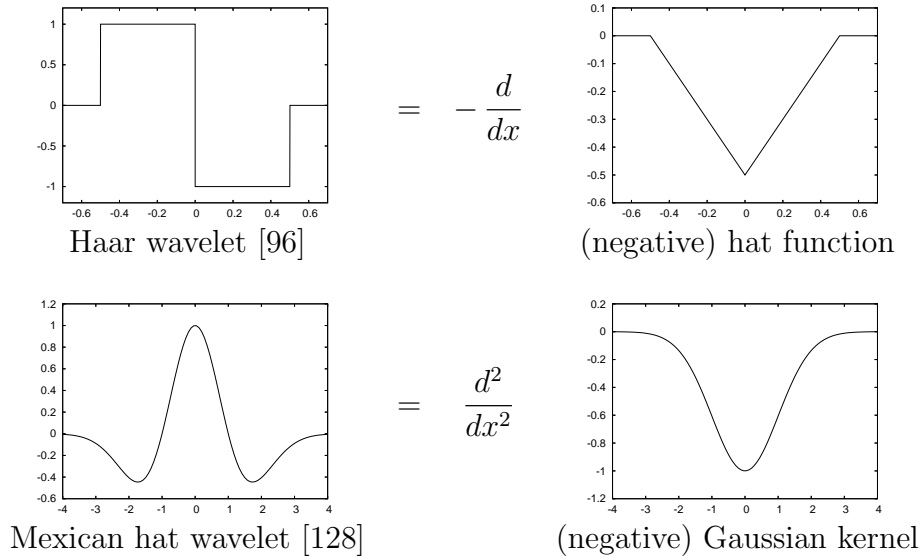 1
0.5
0
-0.5
-1
-0.6 -0.4 -0.2 0 0.2 0.4 0.6
Haar wavelet [96]
= - d
dx
0.1
0
-0.1
-0.2
-0.3
-0.4
-0.5
-0.6
-0.6 -0.4 -0.2 0 0.2 0.4 0.6
(negative) hat function
1.2
1
0.8
0.6
0.4
0.2
0
-0.2
-0.4
-0.6
-4 -3 -2 -1 0 1 2 3 4
Mexican hat wavelet [128]
= d²
dx²
0.2
0
-0.2
-0.4
-0.6
-0.8
-1
-1.2
-4 -3 -2 -1 0 1 2 3 4
(negative) Gaussian kernel